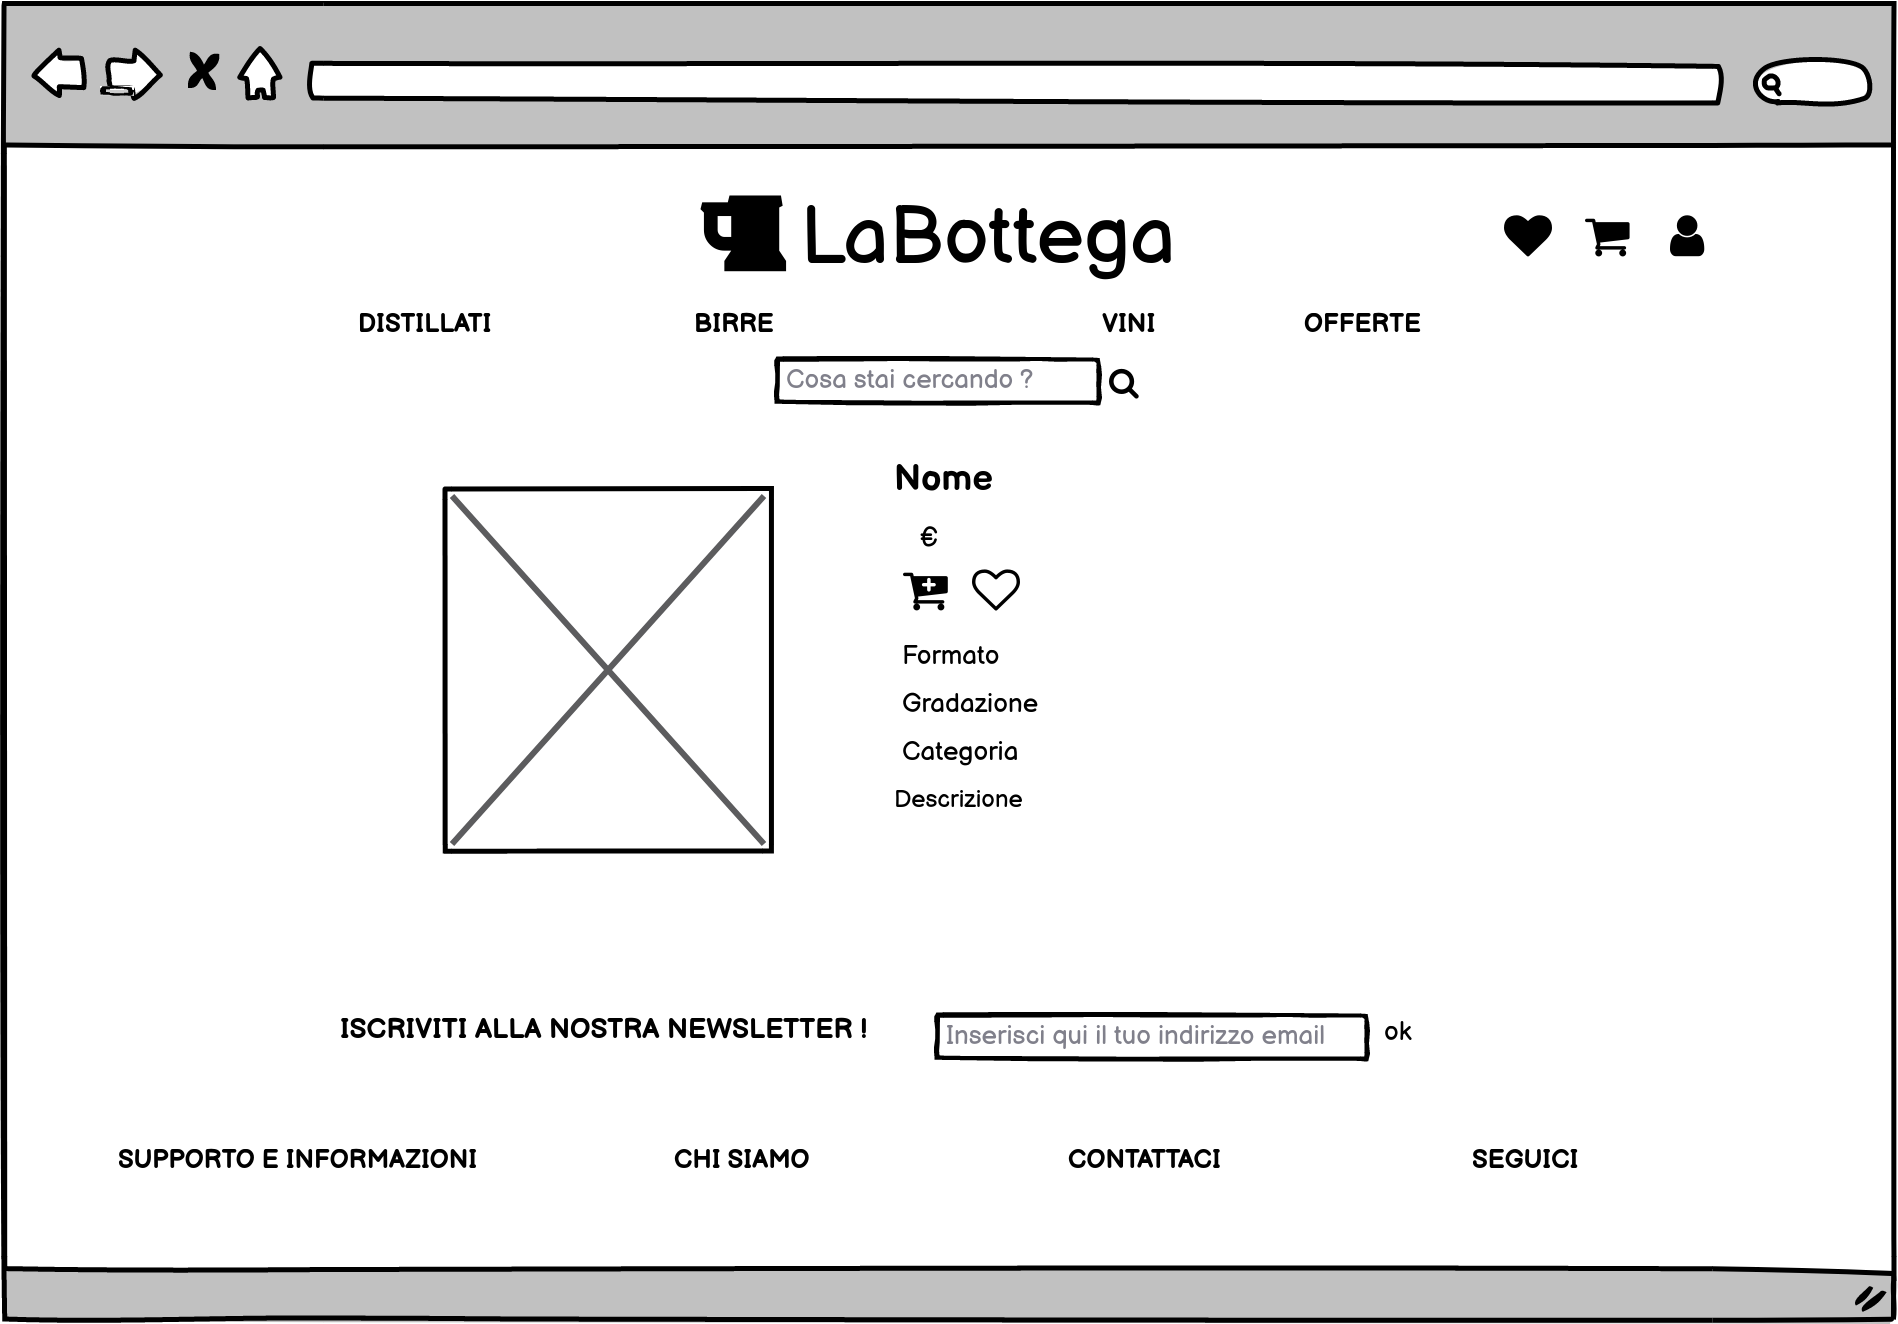 LaBottega
DISTILLATI BIRRE VINI OFFERTE
Cosa stai cercando ?
Nome
€
Formato
Gradazione
Categoria
Descrizione
ISCRIVITI ALLA NOSTRA NEWSLETTER ! Inserisci qui il tuo indirizzo email ok
SUPPORTO E INFORMAZIONI CHI SIAMO CONTATTACI SEGUICI